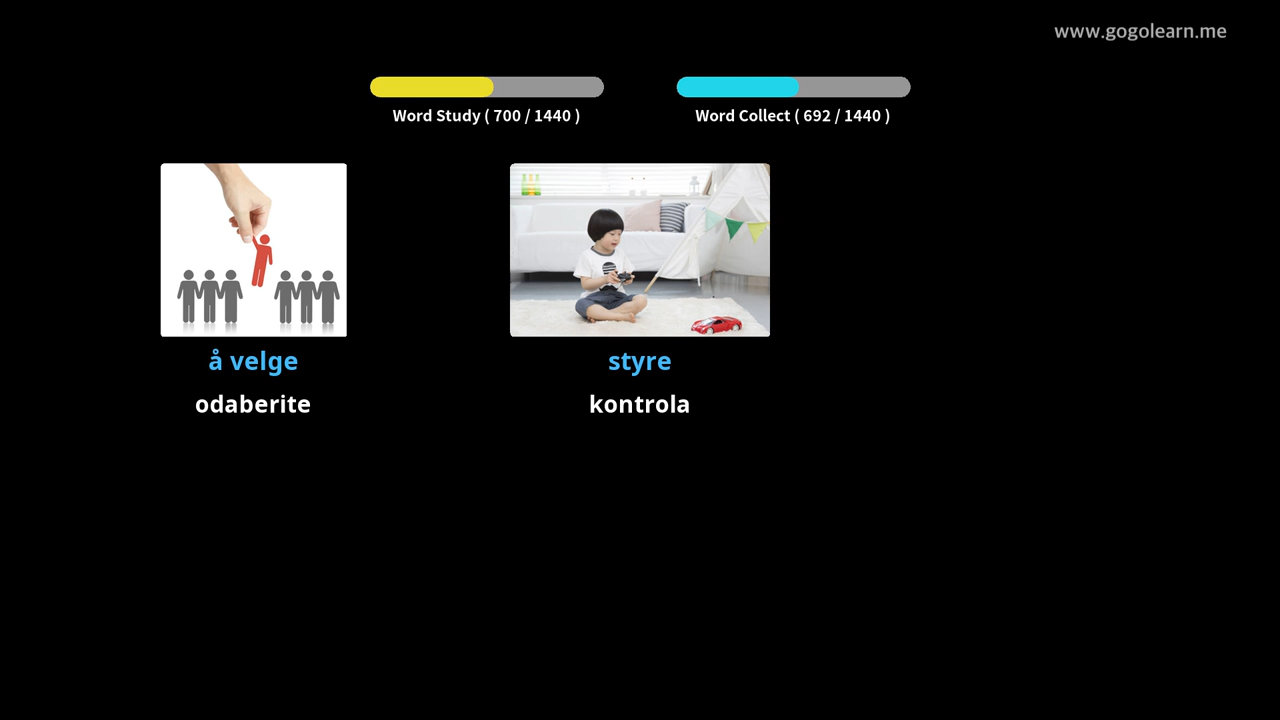 www.gogolearn.me
Word Study ( 700 / 1440 )
Word Collect ( 692 / 1440 )
å velge
styre
odaberite
kontrola